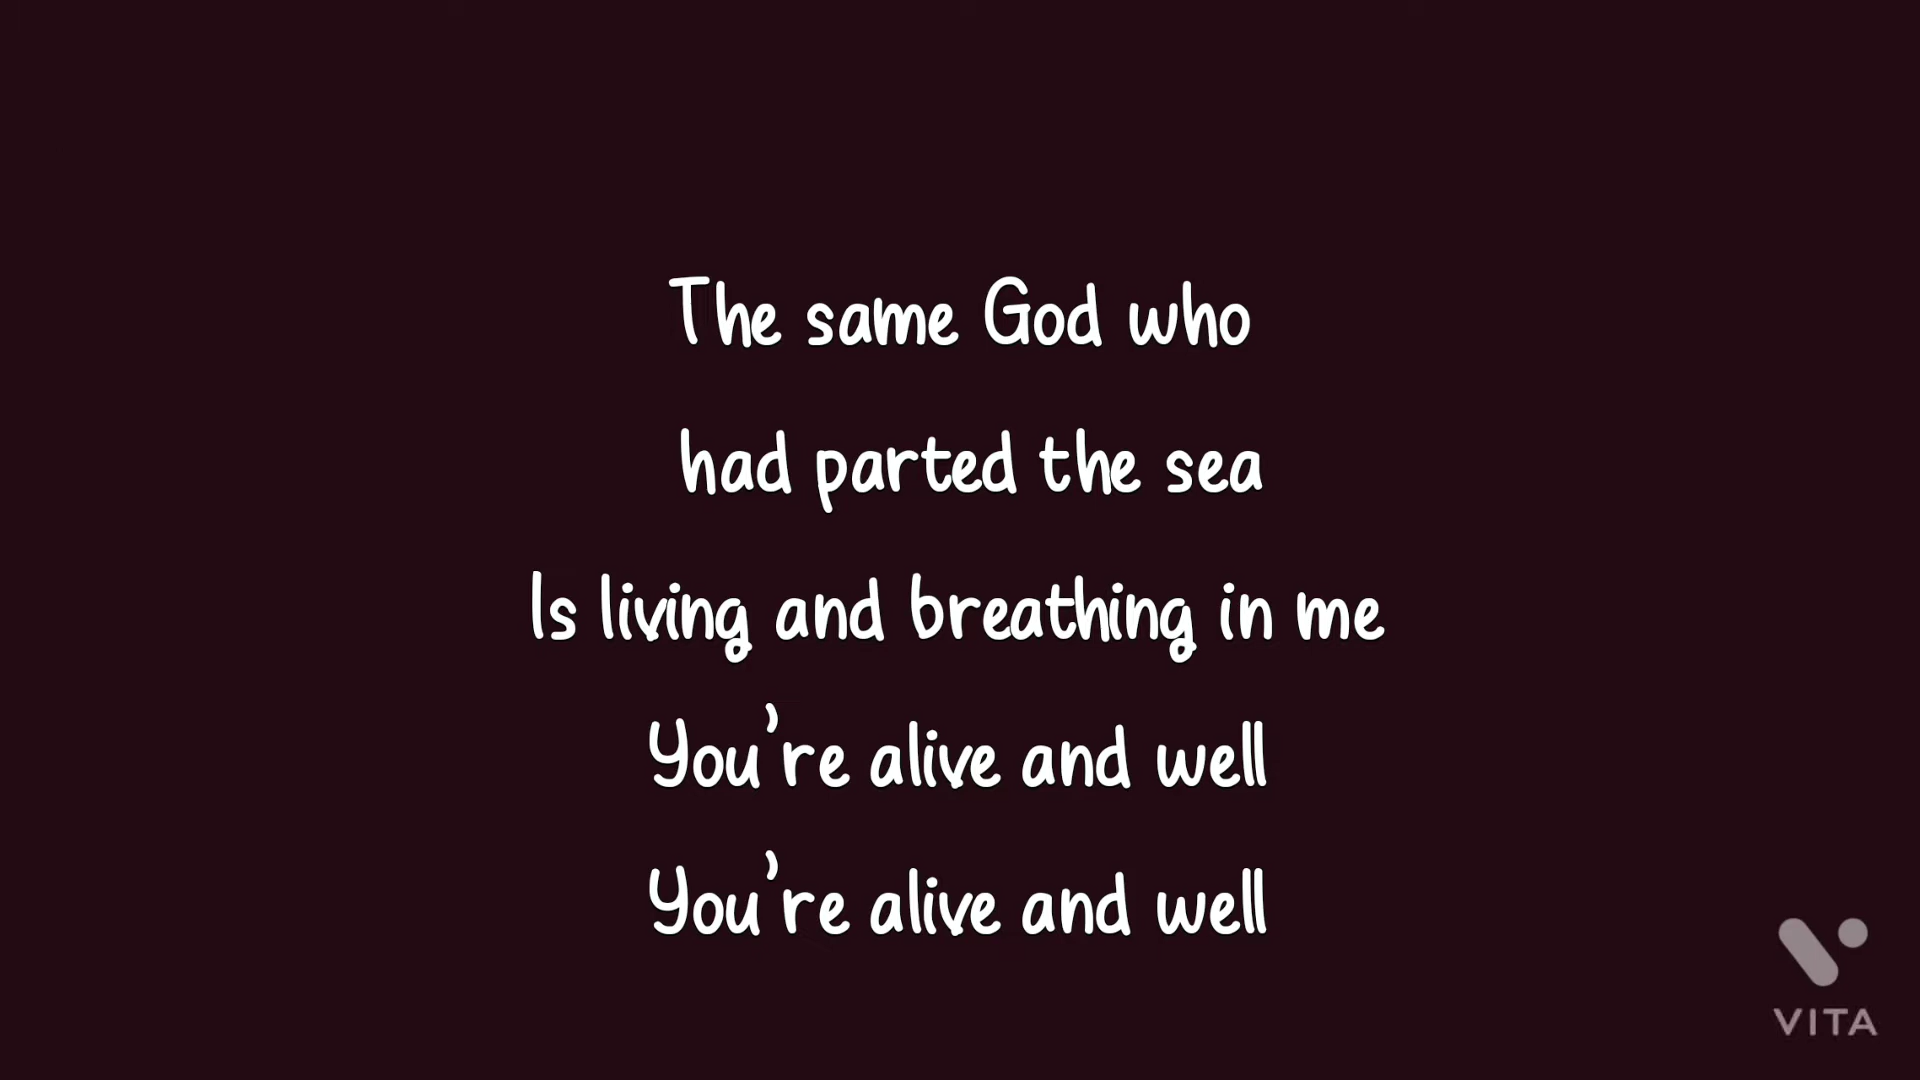 The same God who
had parted the sea
Is living and breathing in me
You're alive and well
You're alive and well
VITA